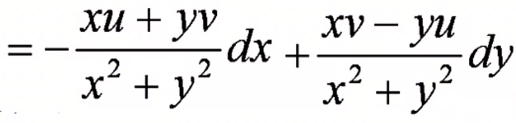 = − \frac{xu + yv}{x^2 + y^2} dx + \frac{xv − yu}{x^2 + y^2} dy